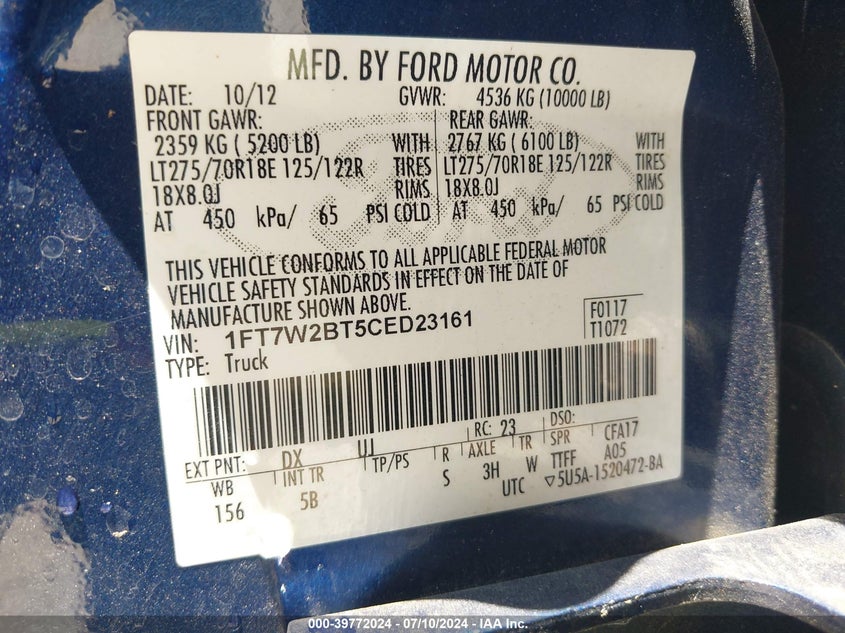 MFD. BY FORD MOTOR CO.
DATE: 10/12 GVWR: 4536 KG (10000 LB)
FRONT GAWR: REAR GAWR:
2359 KG ( 5200 LB) WITH 2767 KG ( 6100 LB) WITH
LT275/70R18E 125/122R TIRES LT275/70R18E 125/122R TIRES
18X8.0J RIMS 18X8.0J RIMS
AT 450 kPa/ 65 PSI COLD AT 450 kPa/ 65 PSI COLD
THIS VEHICLE CONFORMS TO ALL APPLICABLE FEDERAL MOTOR
VEHICLE SAFETY STANDARDS IN EFFECT ON THE DATE OF
MANUFACTURE SHOWN ABOVE.
VIN: 1FT7W2BT5CED23161 F0117
TYPE: Truck T1072
EXT PNT: DX UJ RC: 23 DSO:
WB INT TR TP/PS R AXLE TR SPR CFA17
156 5B S 3H W TTFF A05
UTC ▽5U5A-1520472-BA
000-39772024 - 07/10/2024 - IAA Inc.